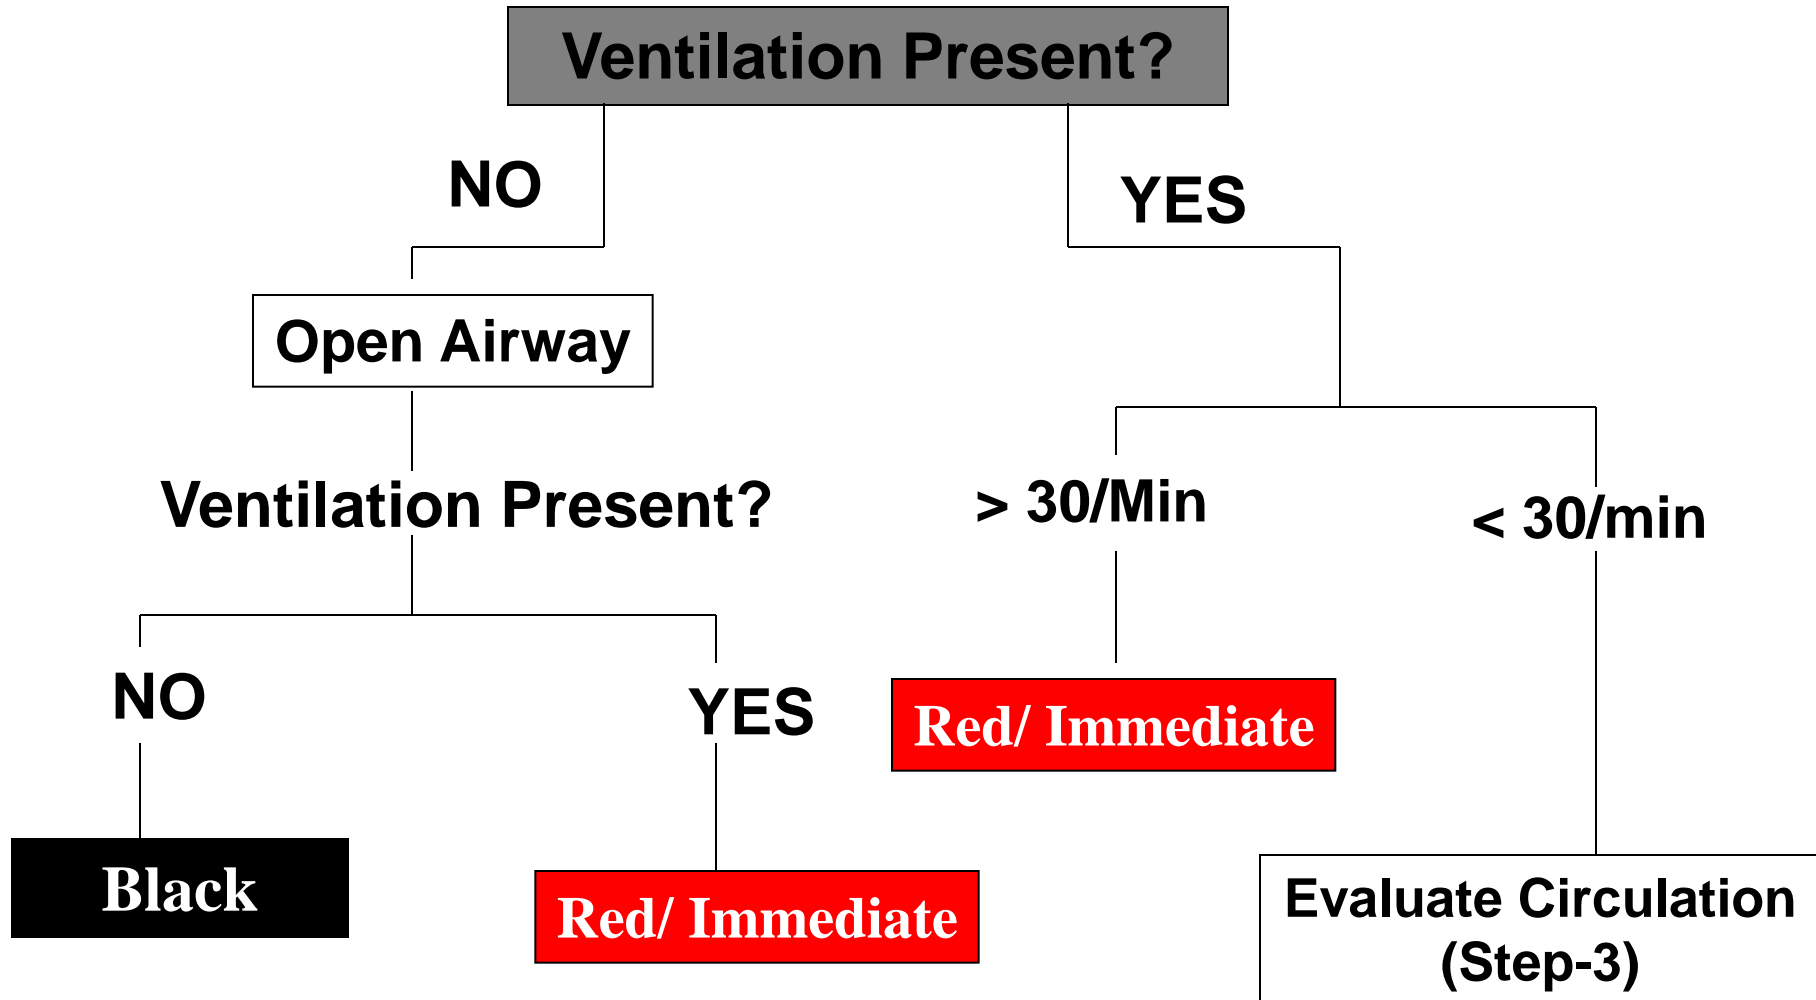 Ventilation Present?
NO
YES
Open Airway
Ventilation Present?
> 30/Min
< 30/min
NO
YES
Red/ Immediate
Black
Red/ Immediate
Evaluate Circulation
(Step-3)